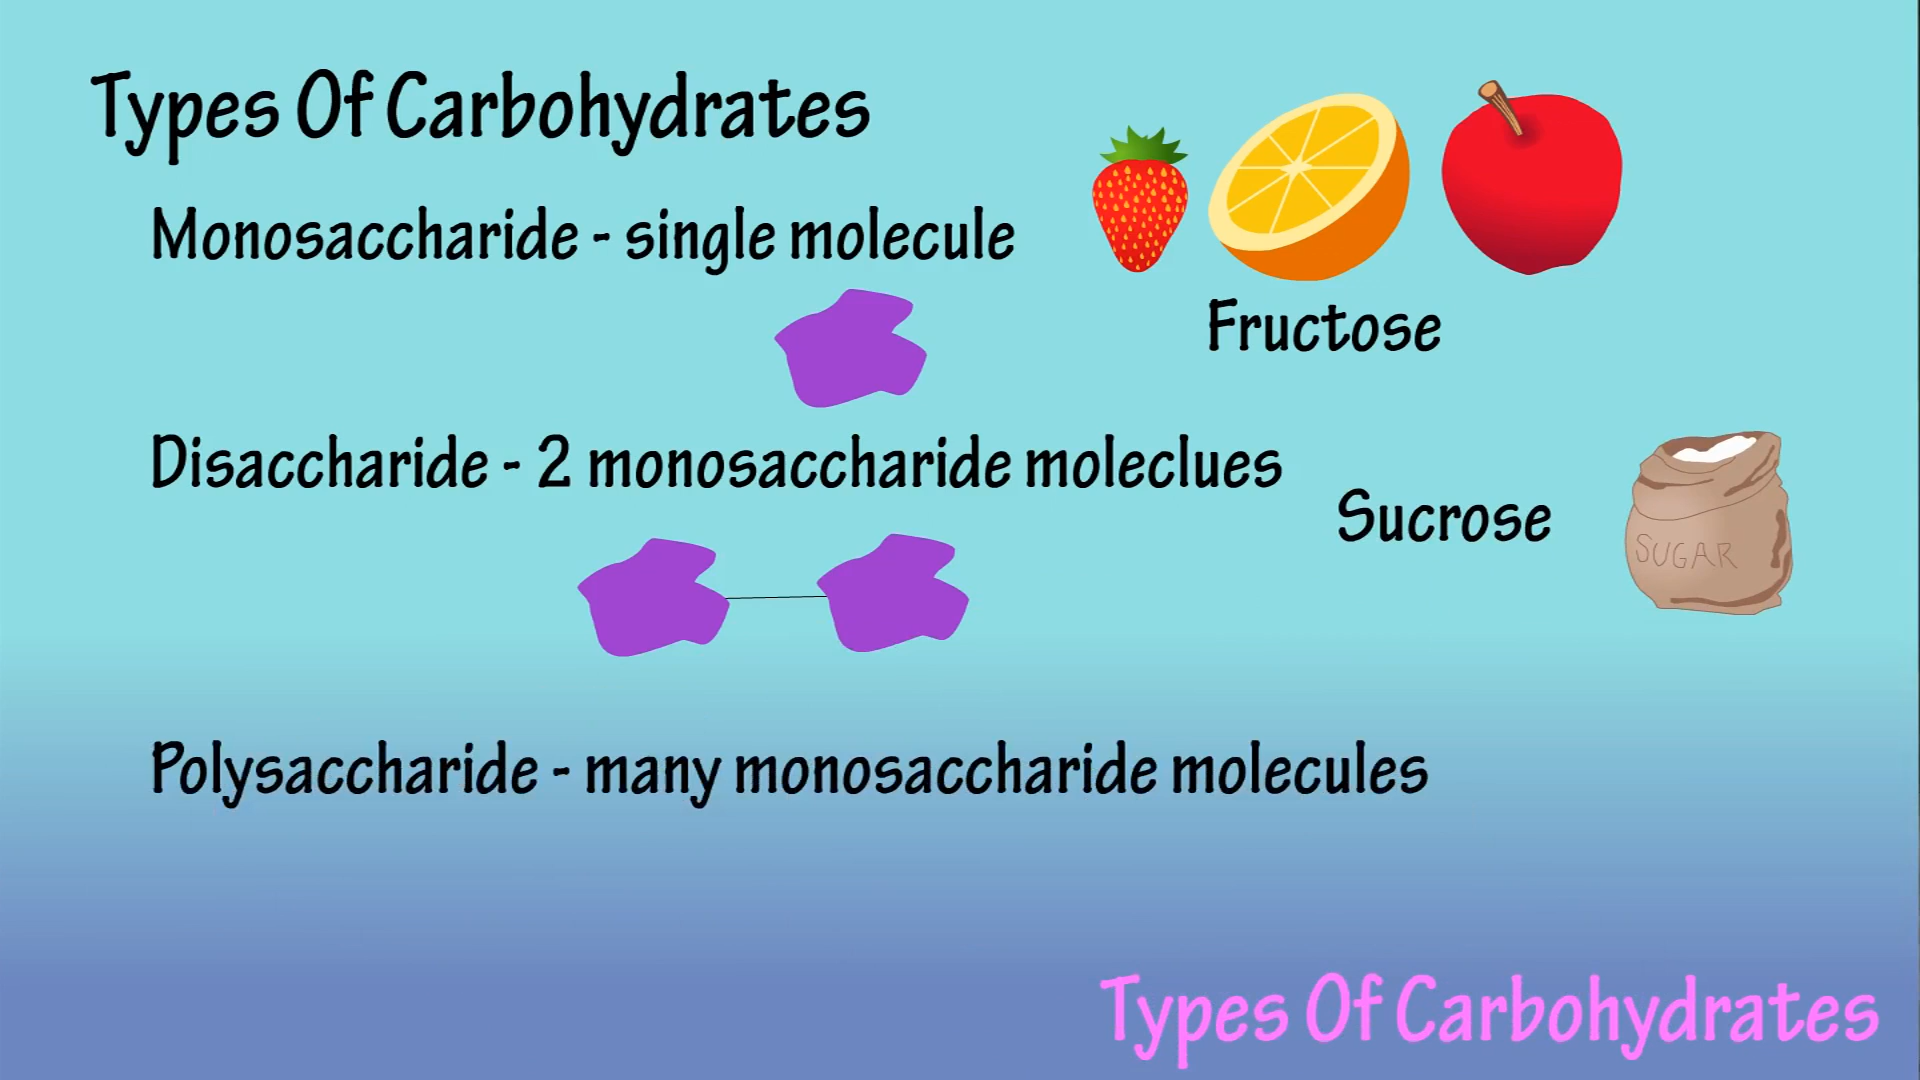 Types Of Carbohydrates
Monosaccharide - single molecule
Fructose
Disaccharide - 2 monosaccharide moleclues
Sucrose
SUGAR
Polysaccharide - many monosaccharide molecules
Types Of Carbohydrates